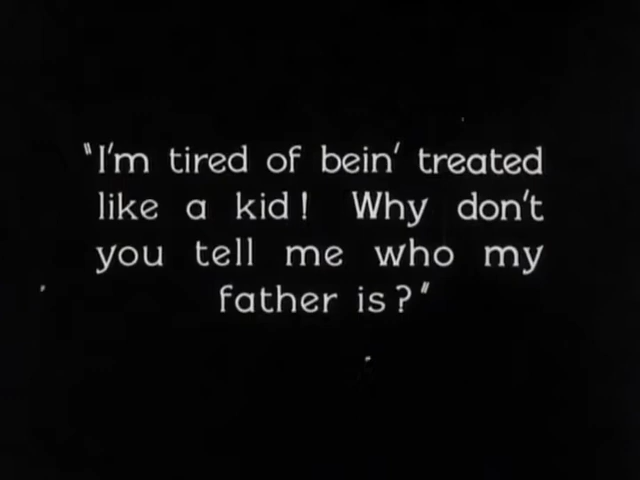 "I'm tired of bein' treated
like a kid! Why don't
you tell me who my
father is?"